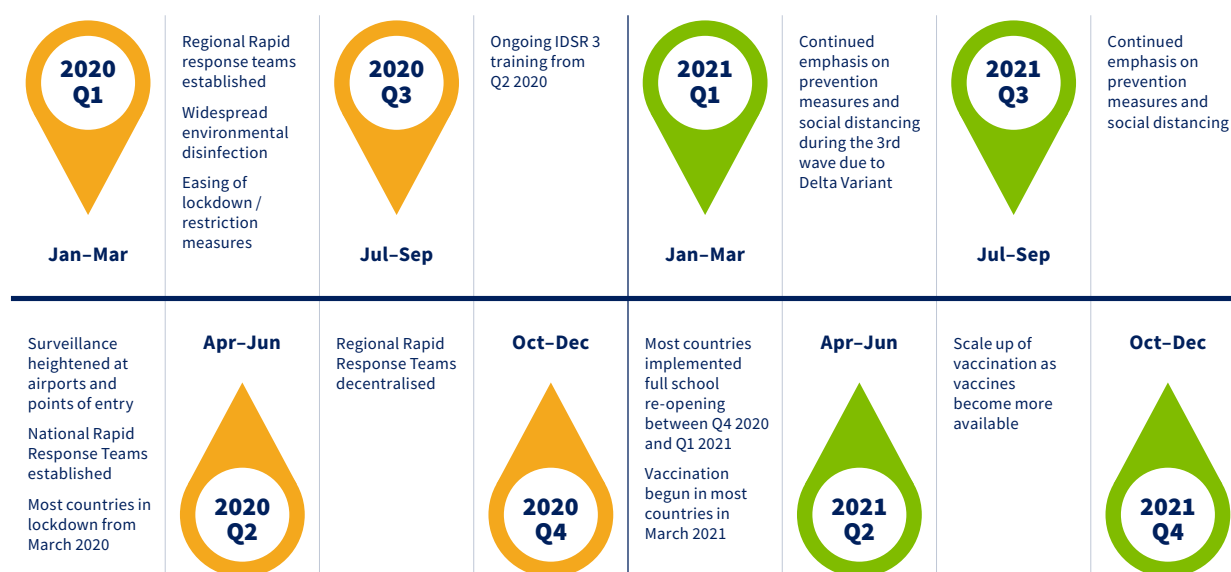 2020
Q1
Jan–Mar
Surveillance
heightened at
airports and
points of entry
National Rapid
Response Teams
established
Most countries in
lockdown from
March 2020
Regional Rapid
response teams
established
Widespread
environmental
disinfection
Easing of
lockdown /
restriction
measures
Apr–Jun
2020
Q2
2020
Q3
Jul–Sep
Regional Rapid
Response Teams
decentralised
Ongoing IDSR 3
training from
Q2 2020
Oct–Dec
2020
Q4
2021
Q1
Jan–Mar
Most countries
implemented
full school
re-opening
between Q4 2020
and Q1 2021
Vaccination
begun in most
countries in
March 2021
Continued
emphasis on
prevention
measures and
social distancing
during the 3rd
wave due to
Delta Variant
Apr–Jun
2021
Q2
2021
Q3
Jul–Sep
Scale up of
vaccination as
vaccines
become more
available
Continued
emphasis on
prevention
measures and
social distancing
Oct–Dec
2021
Q4